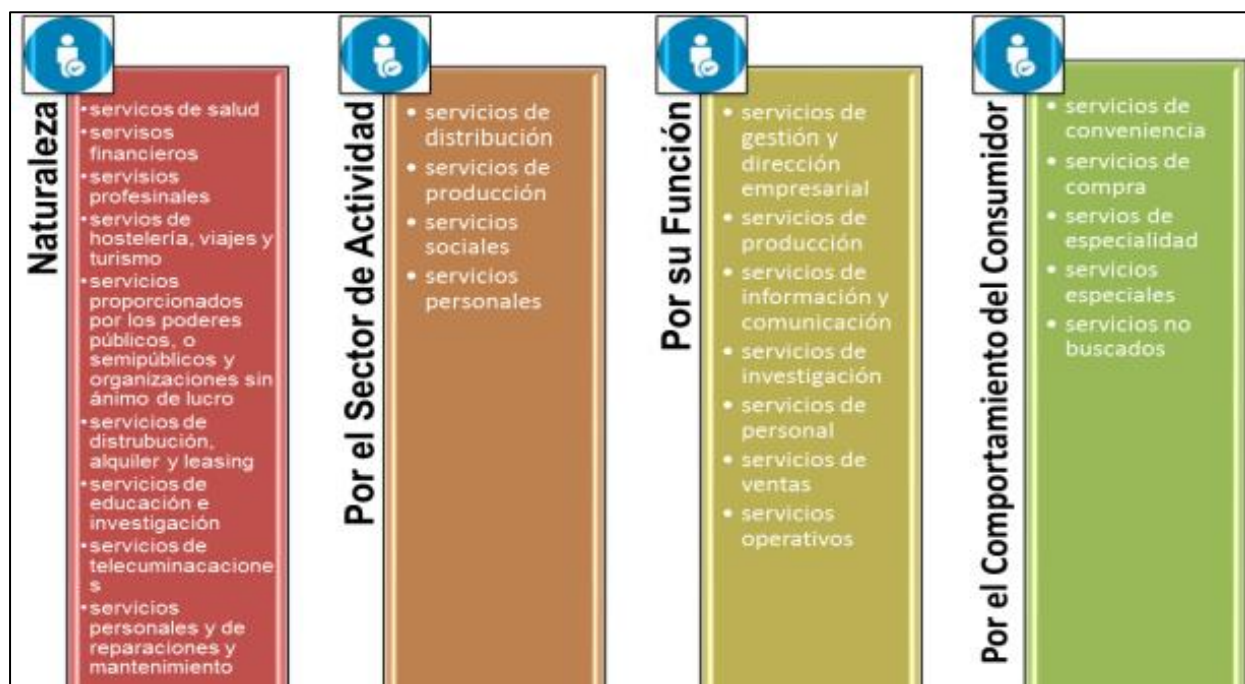 Naturaleza
•servicos de salud
•servisos
financieros
•servisios
profesinales
•servios de
hostelería, viajes y
turismo
•servicios
proporcionados
por los poderes
públicos, o
semipúblicos y
organizaciones sin
ánimo de lucro
•servicios de
distrubución,
alquiler y leasing
•servicios de
educación e
investigación
•servicios de
telecuminacacione
s
•servicios
personales y de
reparaciones y
mantenimiento
Por el Sector de Actividad
• servicios de
distribución
• servicios de
producción
• servicios
sociales
• servicios
personales
Por su Función
• servicios de
gestión y
dirección
empresarial
• servicios de
producción
• servicios de
información y
comunicación
• servicios de
investigación
• servicios de
personal
• servicios de
ventas
• servicios
operativos
Por el Comportamiento del Consumidor
• servicios de
conveniencia
• servicios de
compra
• servios de
especialidad
• servicios
especiales
• servicios no
buscados